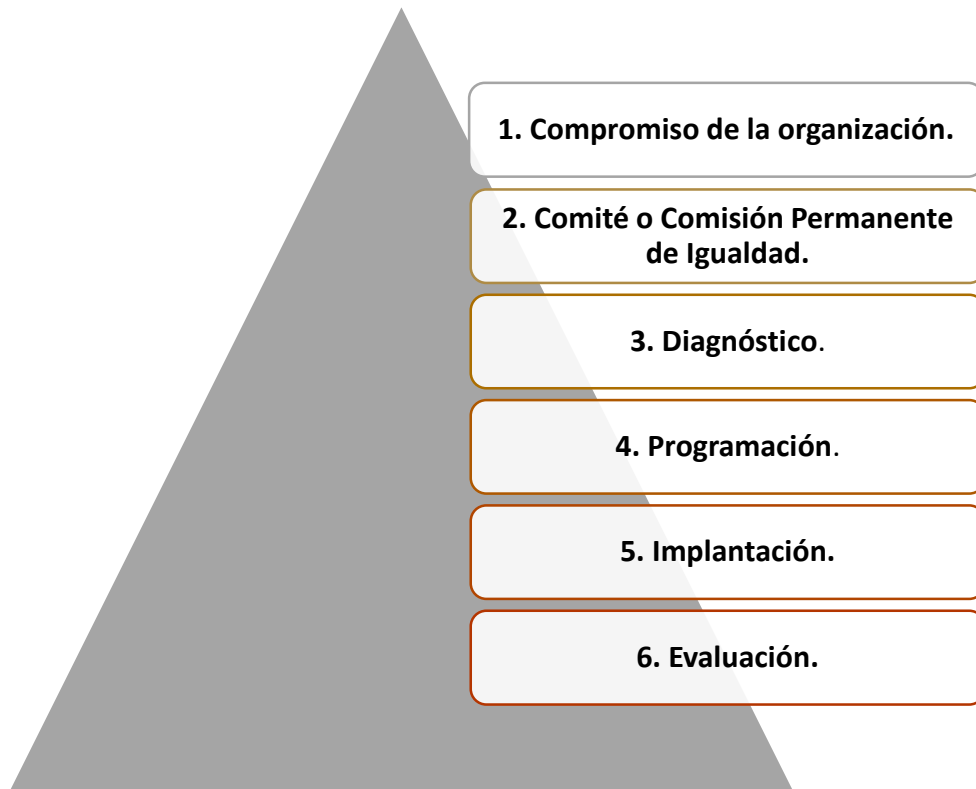 1. Compromiso de la organización.
2. Comité o Comisión Permanente
de Igualdad.
3. Diagnóstico.
4. Programación.
5. Implantación.
6. Evaluación.